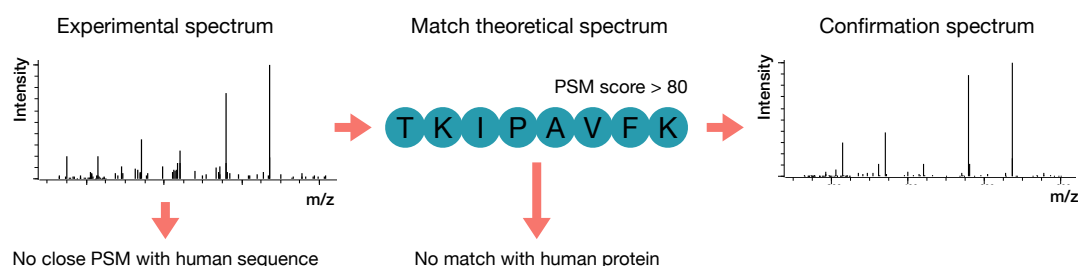 Experimental spectrum
Match theoretical spectrum
Confirmation spectrum
Intensity
PSM score > 80
Intensity
TKIPAVFK
m/z
m/z
No close PSM with human sequence
No match with human protein